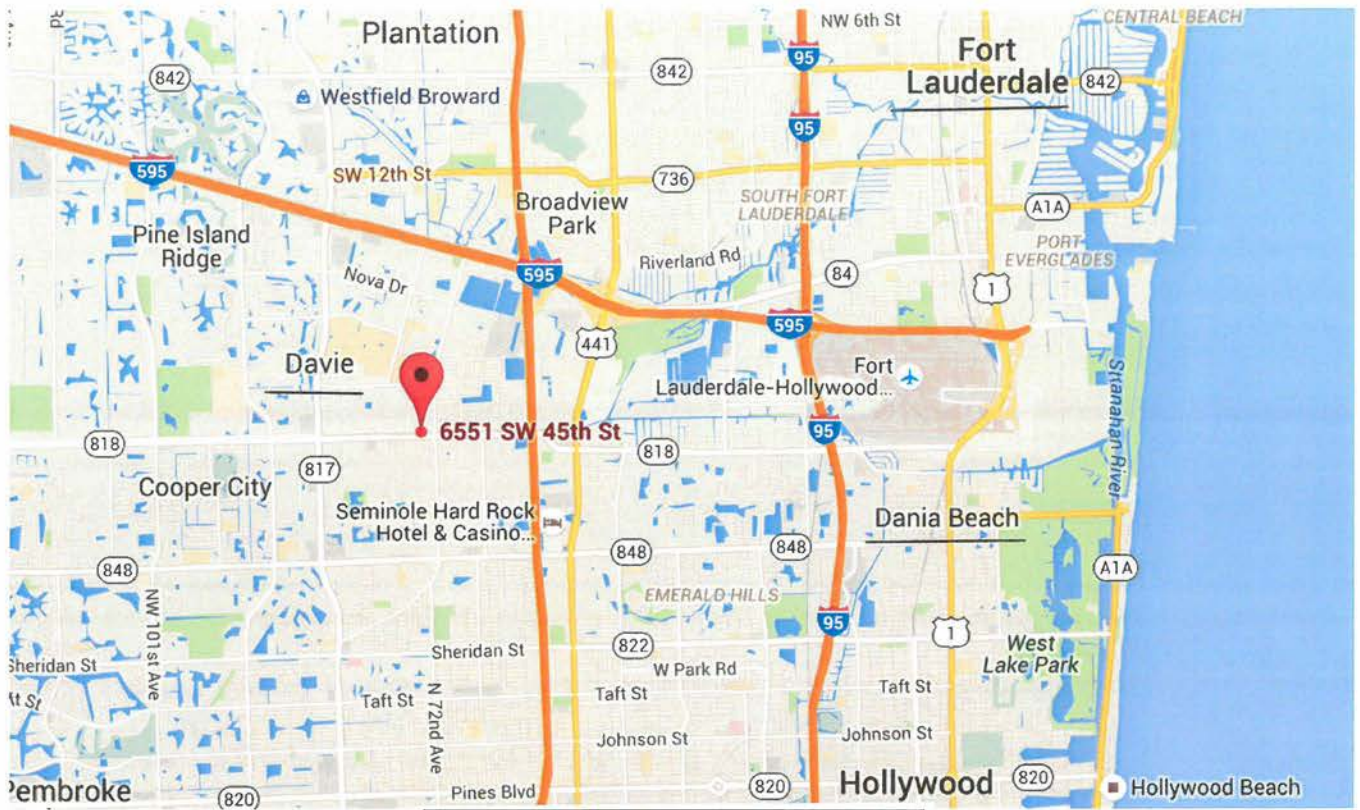 Plantation
NW 6th St
CENTRAL BEACH
Rd
95
Fort
Lauderdale
842
842
842
Westfield Broward
95
595
SW 12th St
736
SOUTH FORT
LAUDERDALE
A1A
Broadview
Park
Pine Island
Ridge
PORT
EVERGLADES
Riverland Rd
595
84
Nova Dr
1
595
441
Davie
Fort
Lauderdale-Hollywood...
Stranahan River
95
6551 SW 45th St
818
818
817
Cooper City
Seminole Hard Rock
Hotel & Casino...
Dania Beach
848
848
848
A1A
NW 101st Ave
EMERALD HILLS
95
1
822
Sheridan St
Sheridan St
West
Lake Park
W Park Rd
N 72nd Ave
Taft St
Taft St
Taft St
Johnson St
Johnson St
Pembroke
820
Pines Blvd
820
Hollywood
820
Hollywood Beach